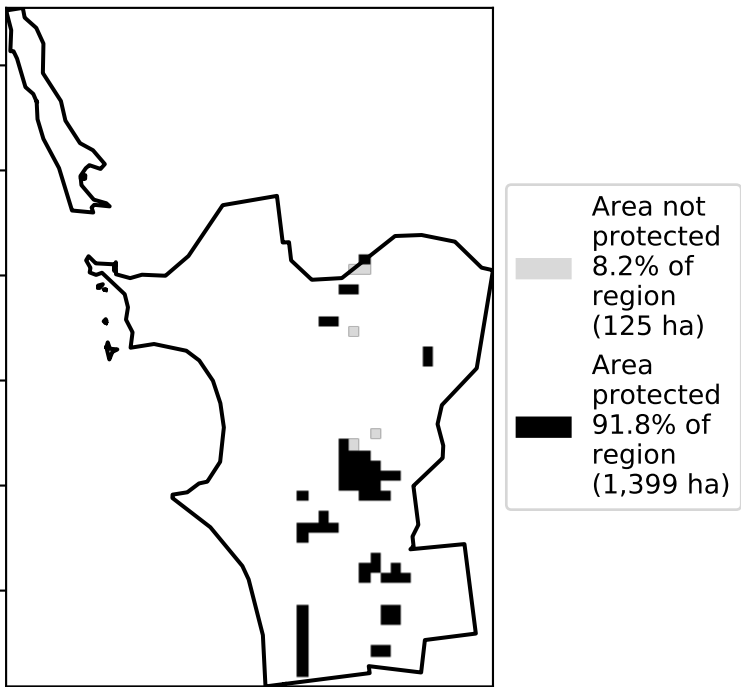 Area not
protected
8.2% of
region
(125 ha)
Area
protected
91.8% of
region
(1,399 ha)